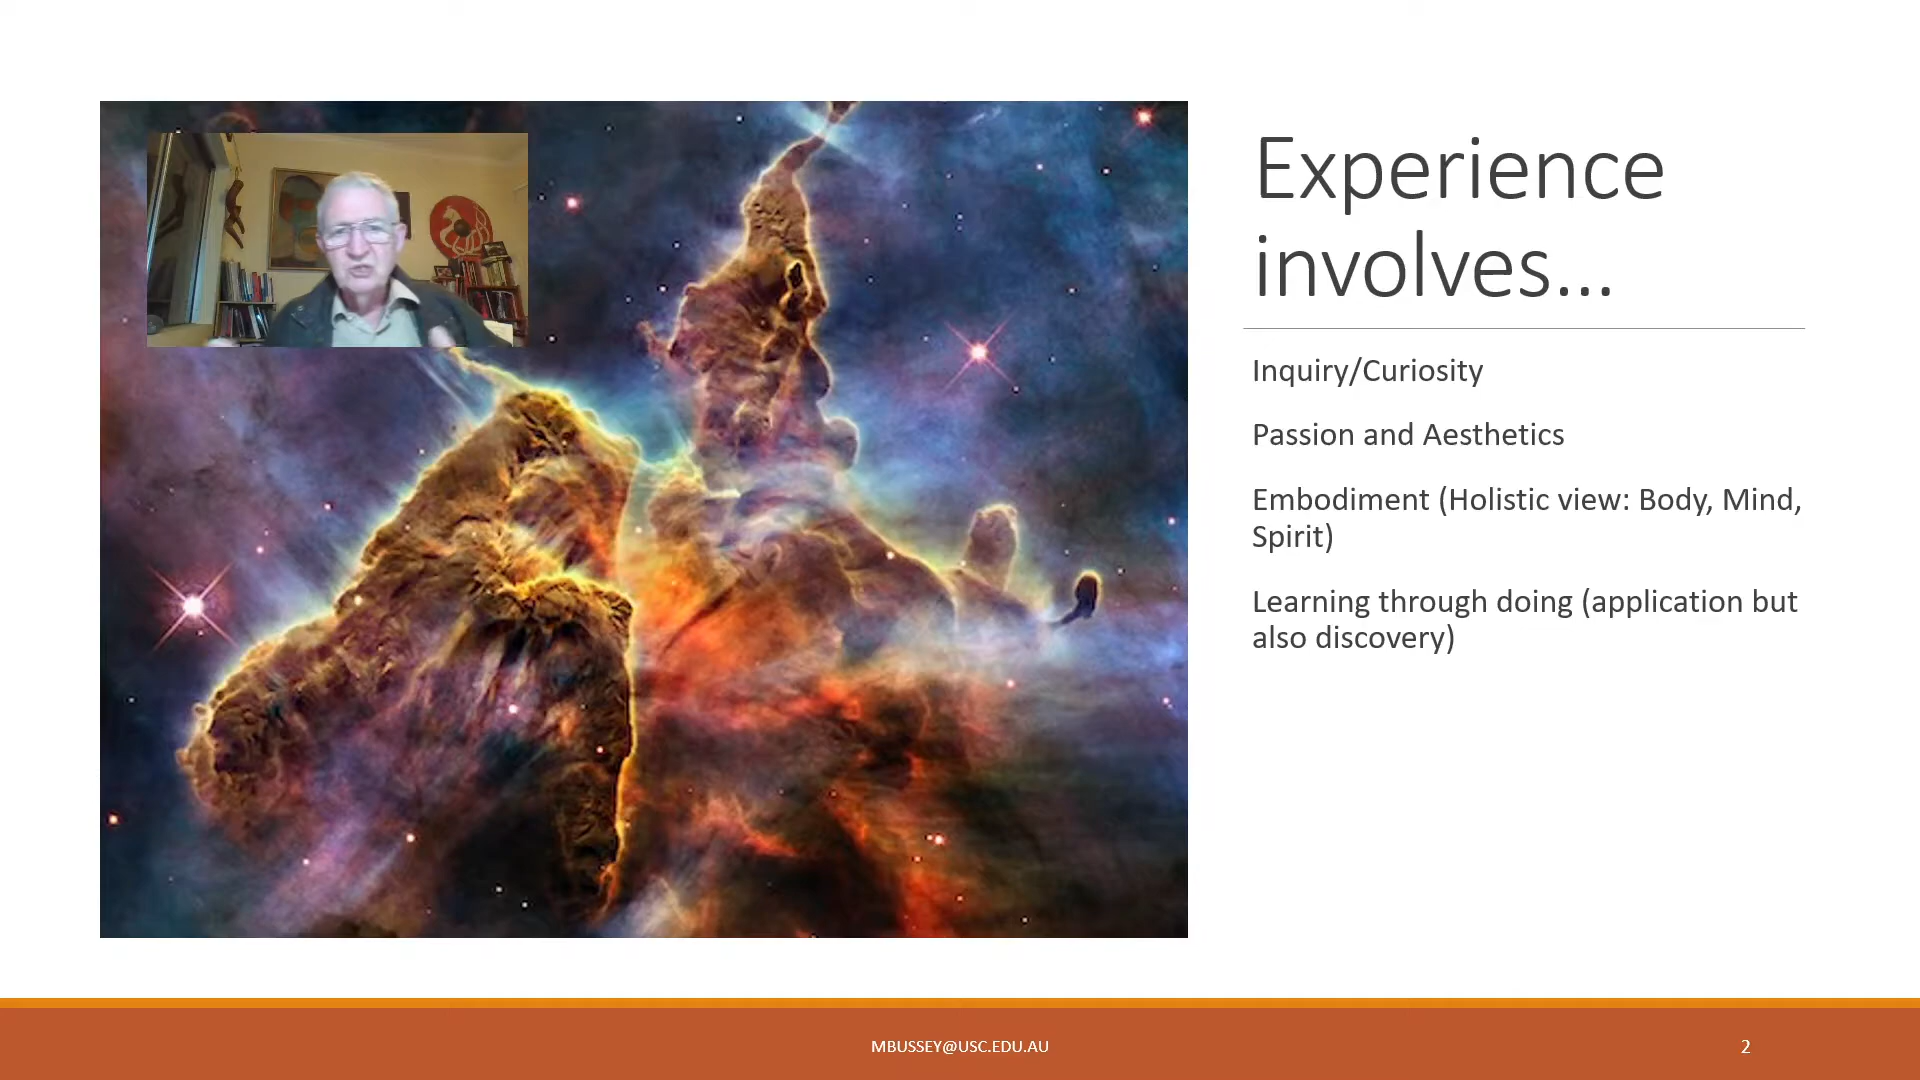 Experience
involves...
Inquiry/Curiosity
Passion and Aesthetics
Embodiment (Holistic view: Body, Mind,
Spirit)
Learning through doing (application but
also discovery)
MBUSSEY@USC.EDU.AU
2